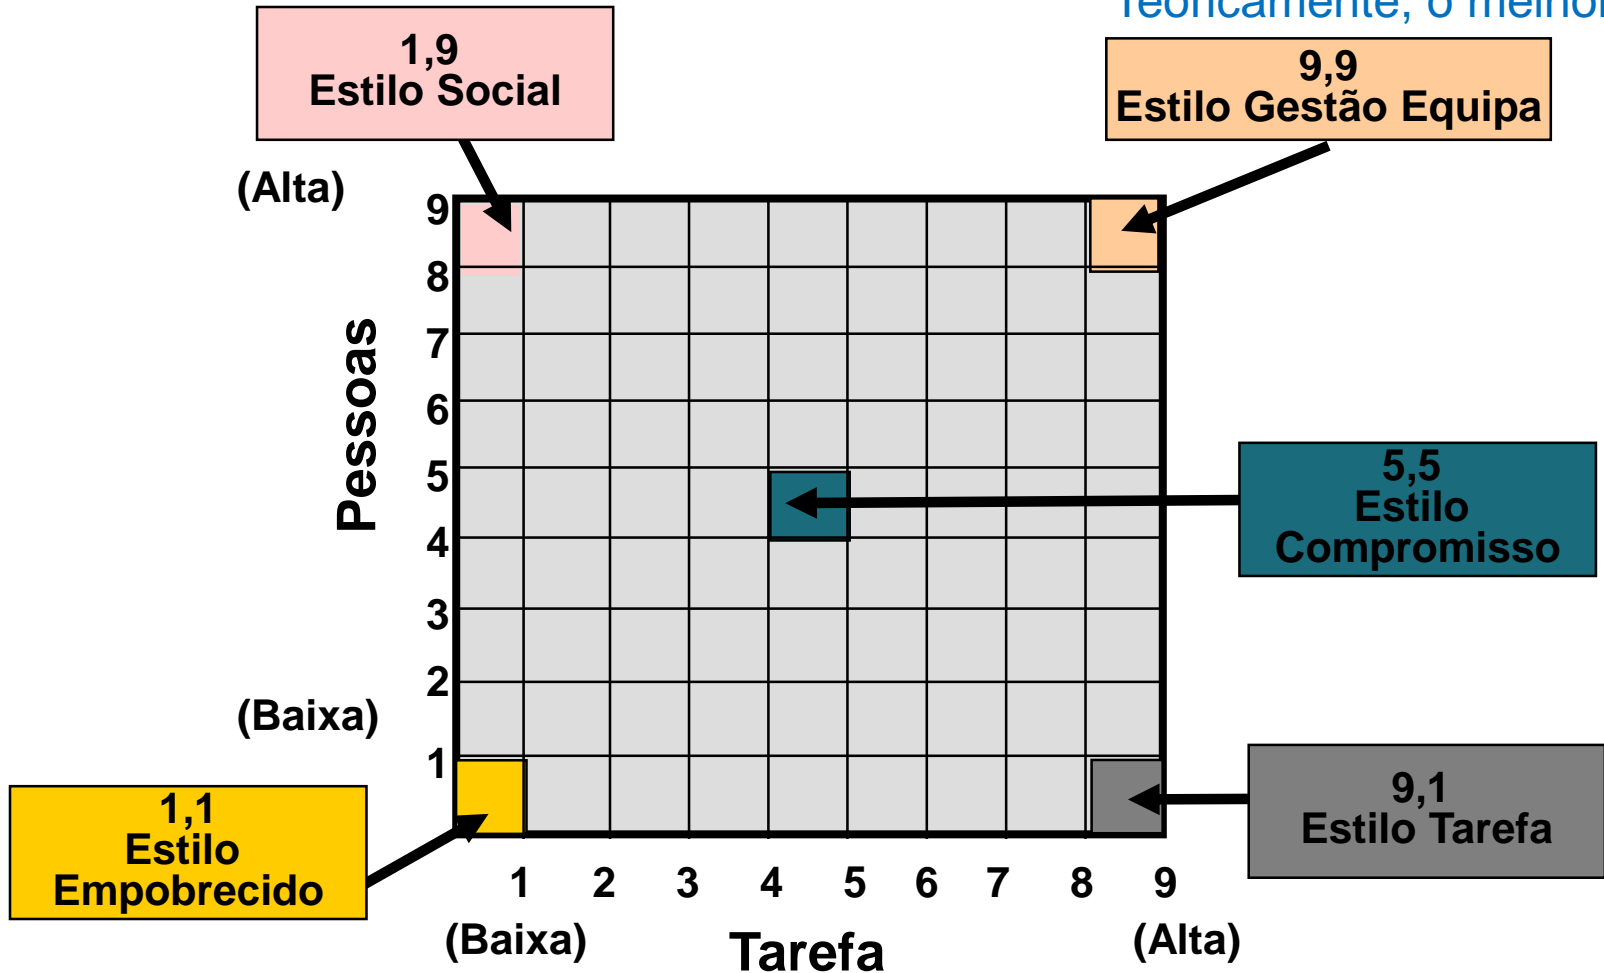 Teoricamente, o melhor
1,9
Estilo Social
9,9
Estilo Gestão Equipa
(Alta)
9
8
7
6
5
4
3
2
1
Pessoas
(Baixa)
5,5
Estilo
Compromisso
1,1
Estilo
Empobrecido
9,1
Estilo Tarefa
1 2 3 4 5 6 7 8 9
(Baixa)
Tarefa
(Alta)